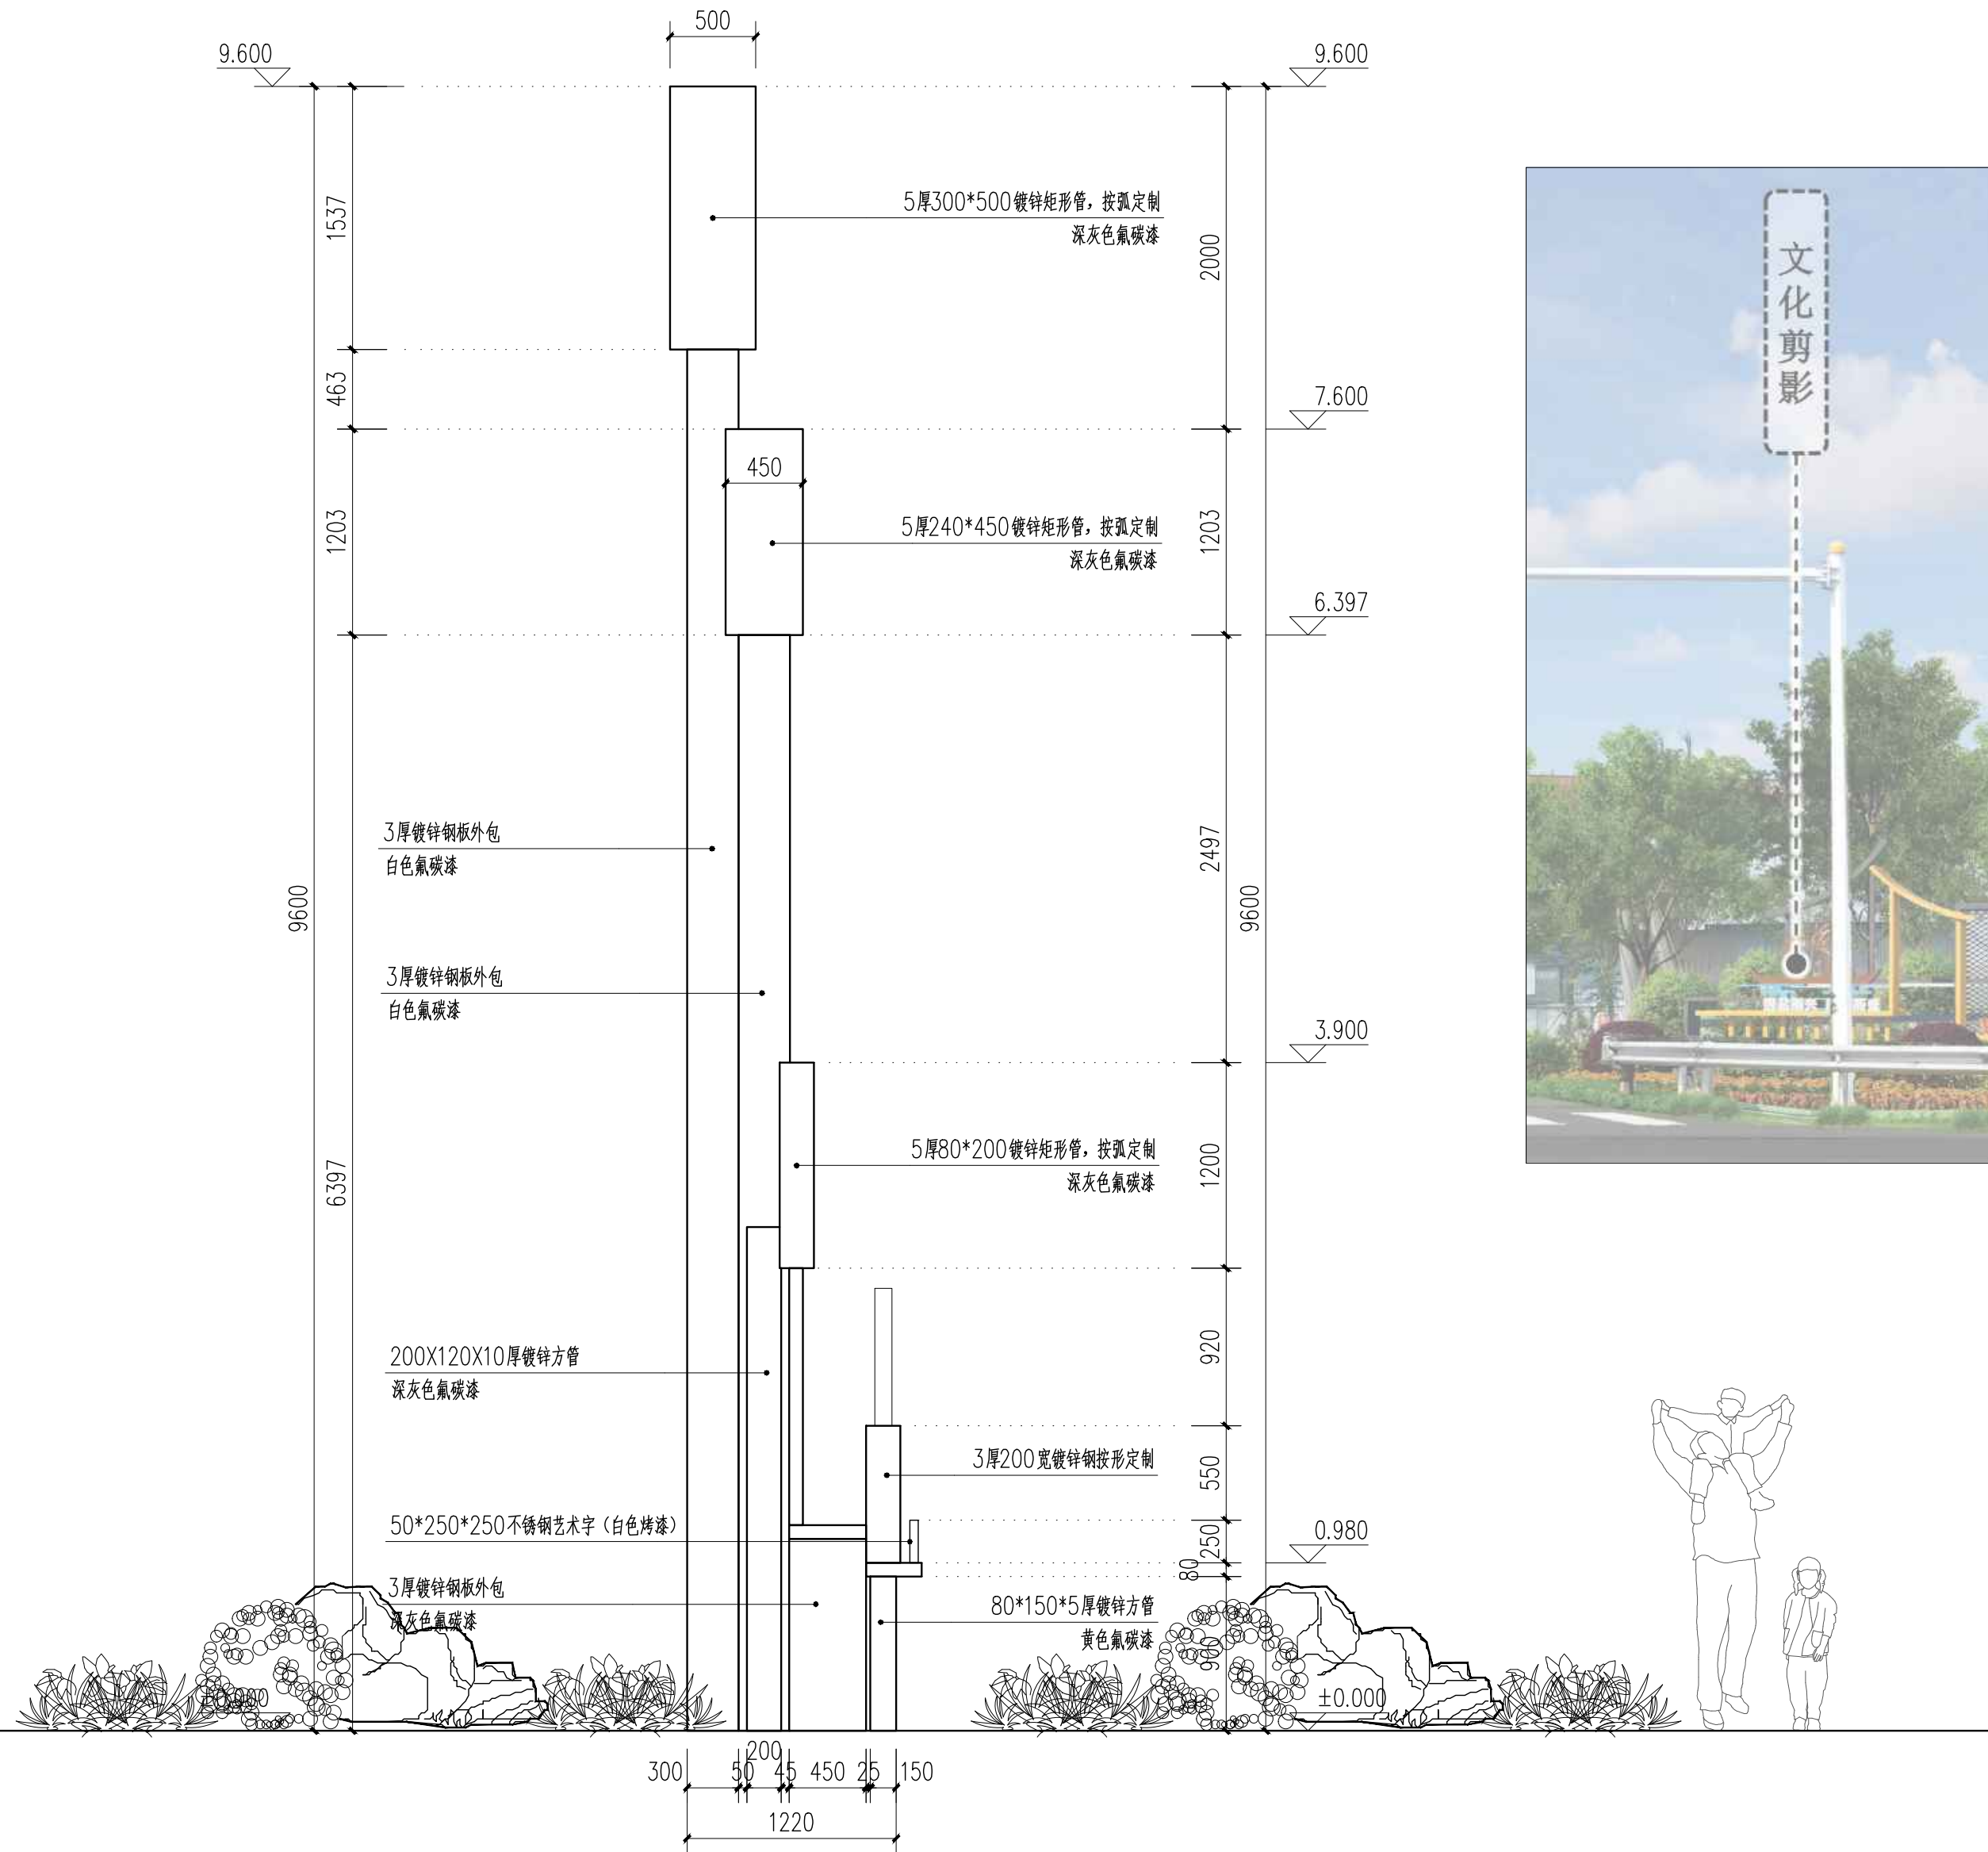 500
9.600
9.600
1537
5厚300*500镀锌矩形管，按弧定制
深灰色氟碳漆
2000
文化剪影
463
7.600
450
1203
5厚240*450镀锌矩形管，按弧定制
深灰色氟碳漆
1203
6.397
3厚镀锌钢板外包
白色氟碳漆
2497
9600
9600
3厚镀锌钢板外包
白色氟碳漆
3.900
6397
5厚80*200镀锌矩形管，按弧定制
深灰色氟碳漆
1200
200X120X10厚镀锌方管
深灰色氟碳漆
920
3厚200宽镀锌钢按形定制
550
50*250*250不锈钢艺术字（白色烤漆）
250
0.980
80
3厚镀锌钢板外包
深灰色氟碳漆
80*150*5厚镀锌方管
黄色氟碳漆
900
±0.000
±0.000
200
300 50 45 450 25 150
1220